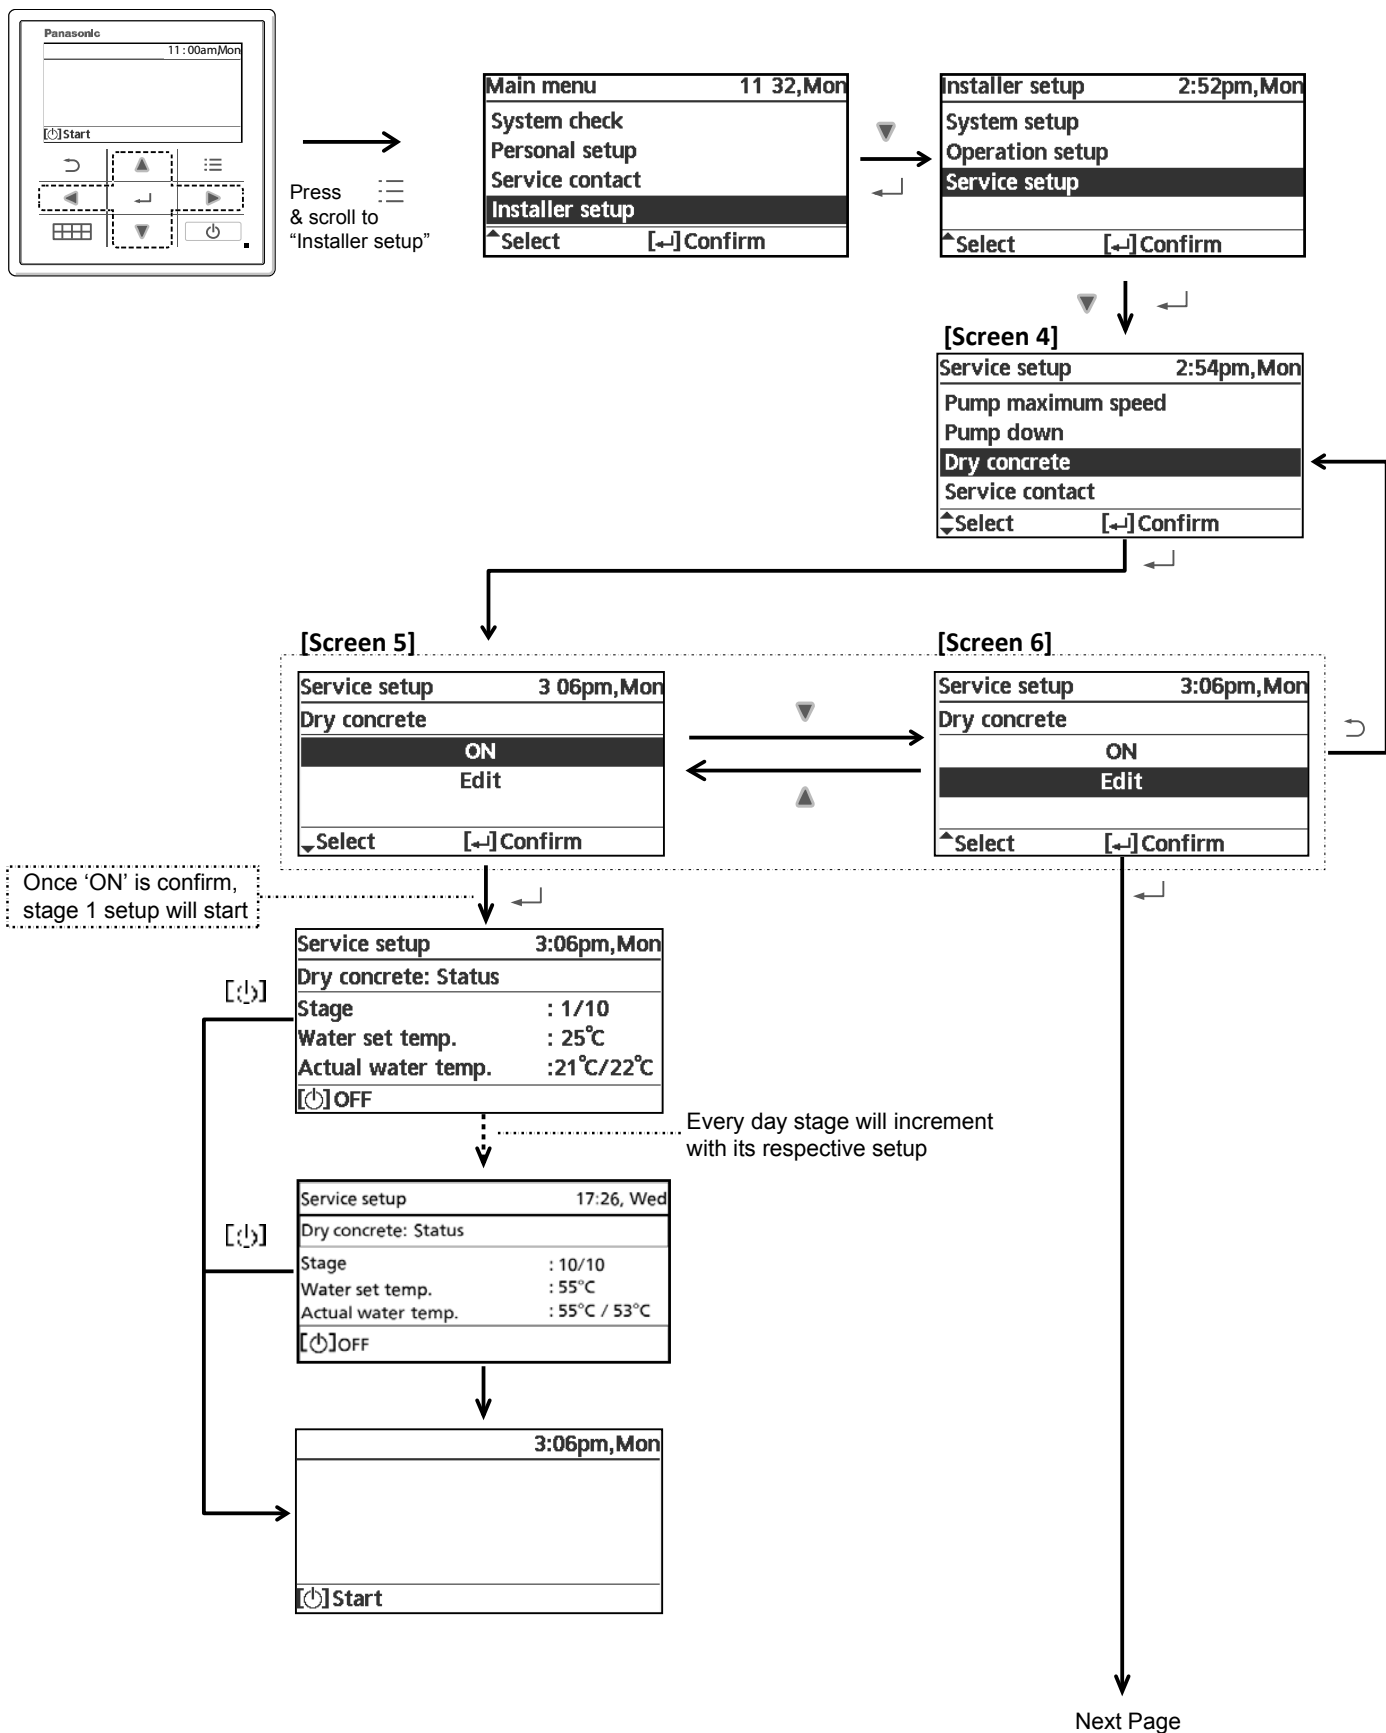 Panasonic
11:00am,Mon
[⏻]Start
Press
& scroll to
“Installer setup”
Main menu 11 32,Mon
System check
Personal setup
Service contact
Installer setup
Select [↵]Confirm
Installer setup 2:52pm,Mon
System setup
Operation setup
Service setup
Select [↵]Confirm
[Screen 4]
Service setup 2:54pm,Mon
Pump maximum speed
Pump down
Dry concrete
Service contact
Select [↵]Confirm
[Screen 5]
Service setup 3 06pm,Mon
Dry concrete
ON
Edit
Select [↵]Confirm
[Screen 6]
Service setup 3:06pm,Mon
Dry concrete
ON
Edit
Select [↵]Confirm
Once ‘ON’ is confirm,
stage 1 setup will start
Service setup 3:06pm,Mon
Dry concrete: Status
Stage : 1/10
Water set temp. : 25°C
Actual water temp. :21°C/22°C
[⏻]OFF
[⏻]
Every day stage will increment
with its respective setup
Service setup 17:26, Wed
Dry concrete: Status
Stage : 10/10
Water set temp. : 55°C
Actual water temp. : 55°C / 53°C
[⏻]OFF
[⏻]
3:06pm,Mon
[⏻]Start
Next Page